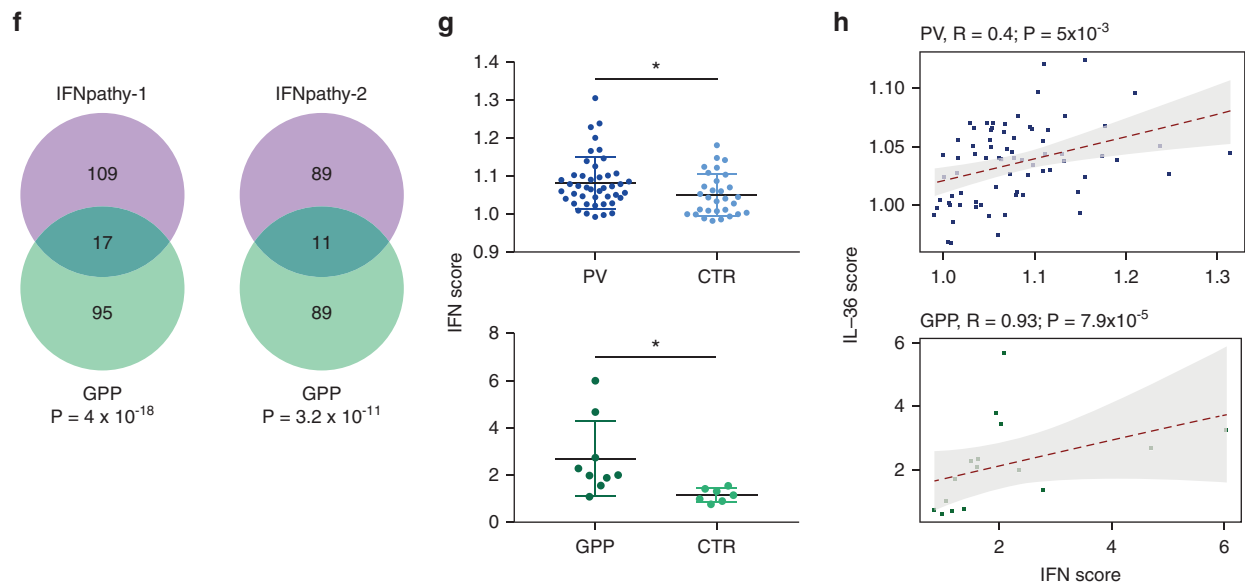 f
IFNpathy-1
109
17
95
GPP
P = 4 x 10⁻¹⁸
IFNpathy-2
89
11
89
GPP
P = 3.2 x 10⁻¹¹
g
IFN score
1.4
1.3
1.2
1.1
1.0
0.9
*
PV
CTR
8
6
4
2
0
*
GPP
CTR
h
IL–36 score
PV, R = 0.4; P = 5x10⁻³
1.10
1.05
1.00
1.0
1.1
1.2
1.3
GPP, R = 0.93; P = 7.9x10⁻⁵
6
4
2
2
4
6
IFN score